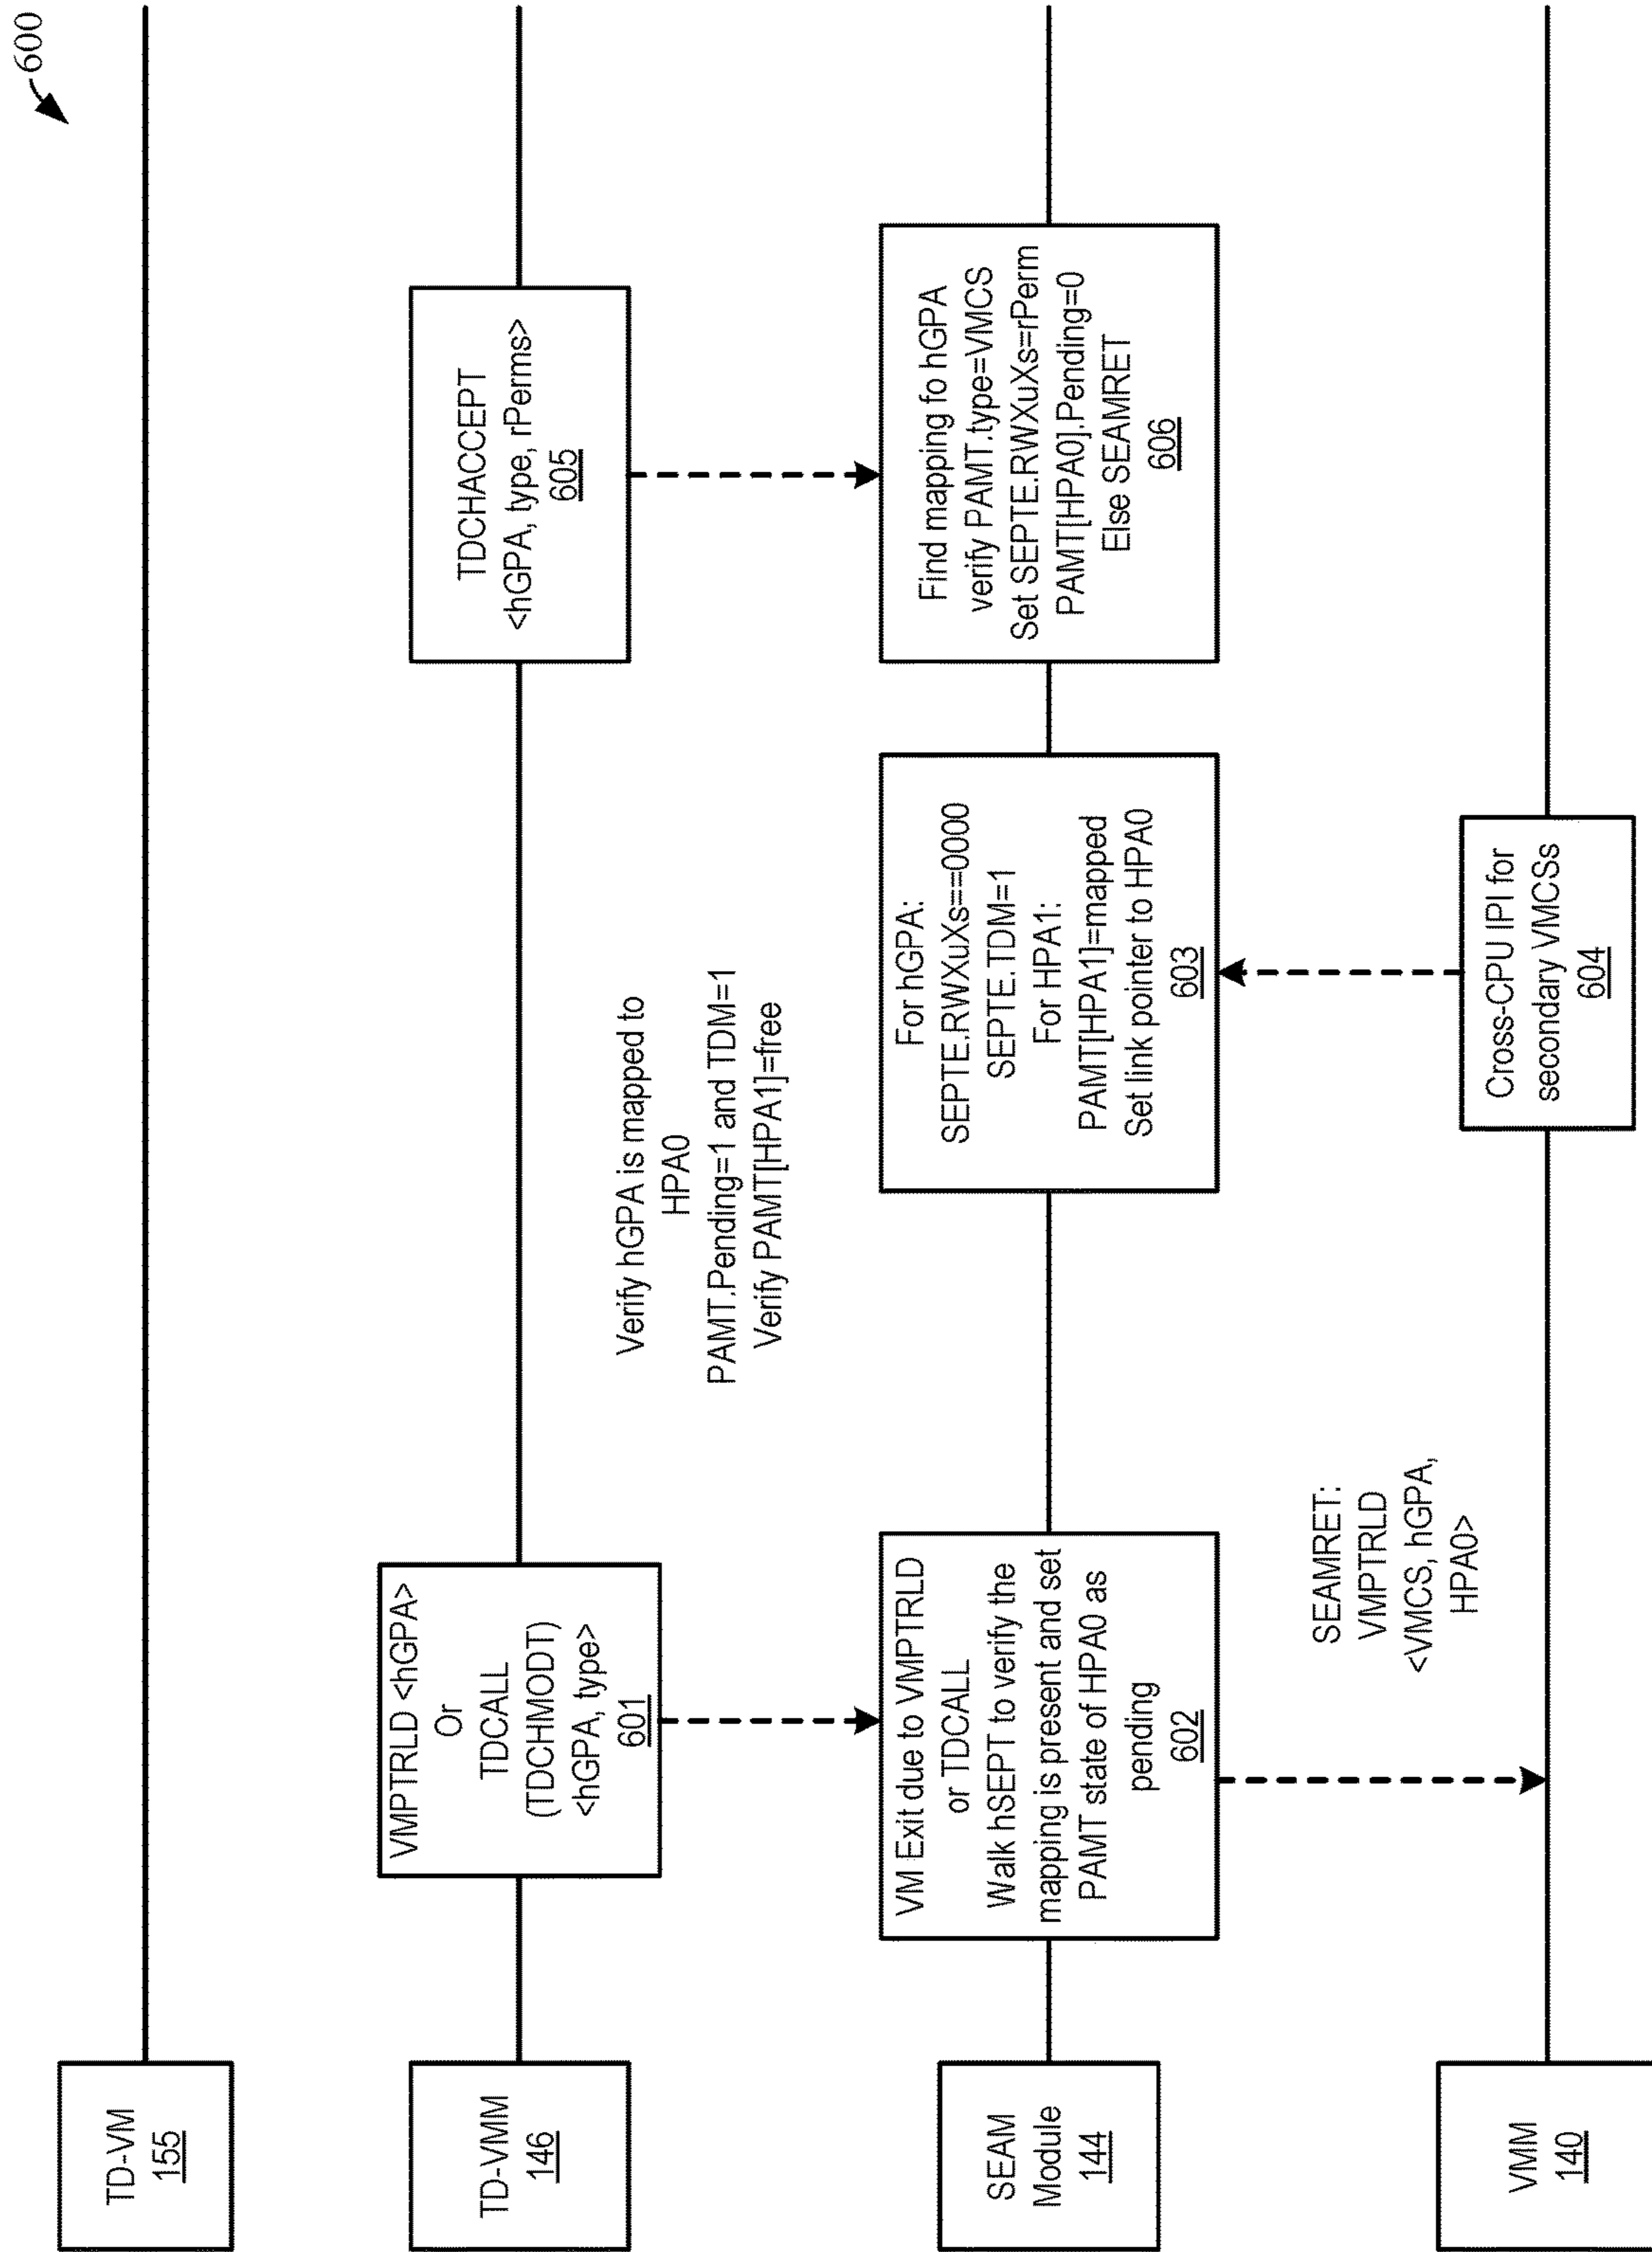 600
TD-VM
155
TD-VMM
146
SEAM
Module
144
VMM
140
VMPTRLD <hGPA>
Or
TDCALL
(TDCHMODT)
<hGPA, type>
601
VM Exit due to VMPTRLD
or TDCALL
Walk hSEPT to verify the
mapping is present and set
PAMT state of HPA0 as
pending
602
SEAMRET:
VMPTRLD
<VMCS, hGPA,
HPA0>
Verify hGPA is mapped to
HPA0
PAMT.Pending=1 and TDM=1
Verify PAMT[HPA1]=free
For hGPA:
SEPTE.RWXuXs==0000
SEPTE.TDM=1
For HPA1:
PAMT[HPA1]=mapped
Set link pointer to HPA0
603
Cross-CPU IPI for
secondary VMCSs
604
TDCHACCEPT
<hGPA, type, rPerms>
605
Find mapping fo hGPA
verify PAMT.type=VMCS
Set SEPTE.RWXuXs=rPerm
PAMT[HPA0].Pending=0
Else SEAMRET
606